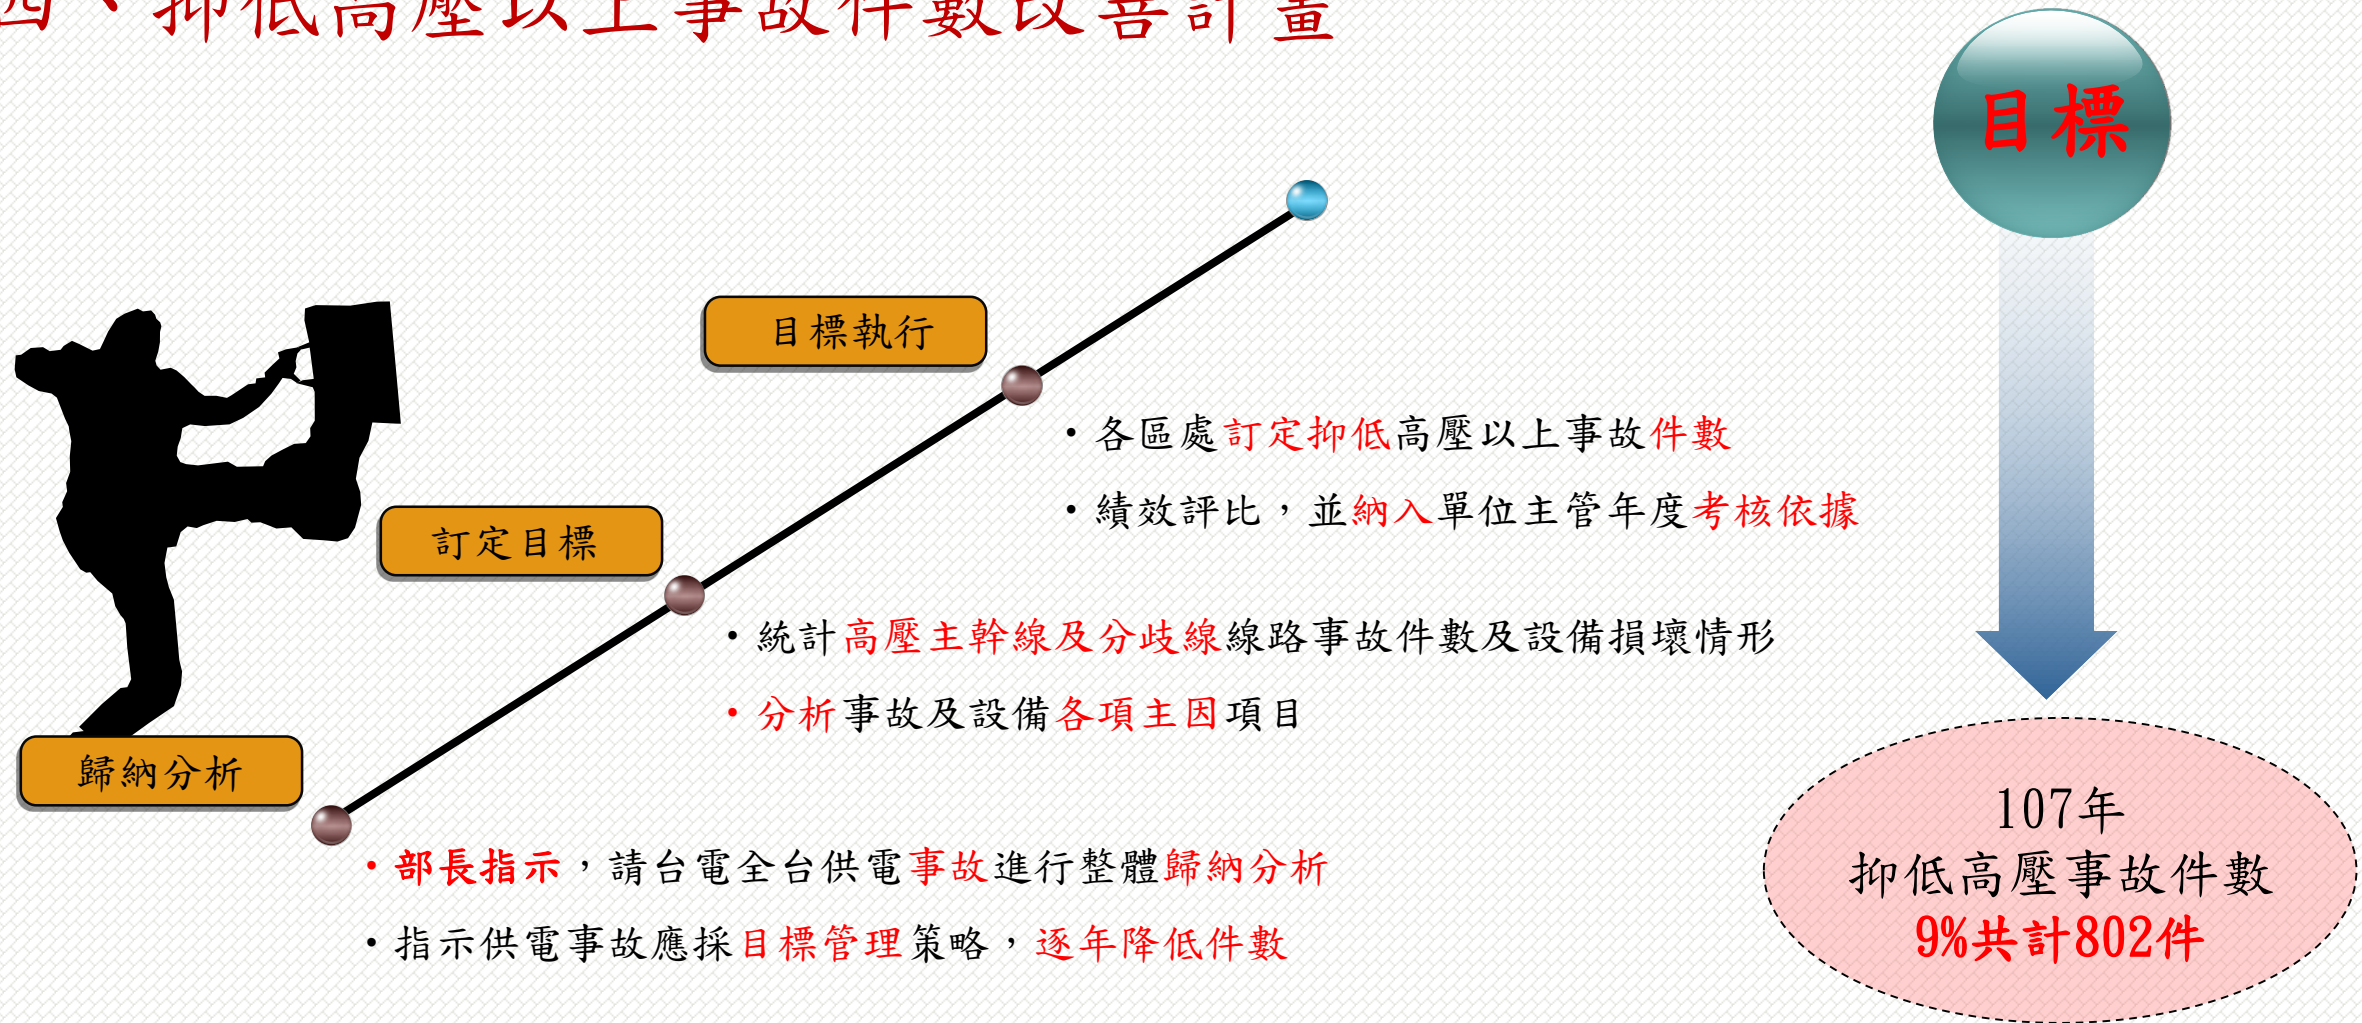 四、抑低高壓以上事故件數改善計畫
目標
目標執行
•各區處訂定抑低高壓以上事故件數
•績效評比，並納入單位主管年度考核依據
訂定目標
•統計高壓主幹線及分歧線線路事故件數及設備損壞情形
•分析事故及設備各項主因項目
歸納分析
•部長指示，請台電全台供電事故進行整體歸納分析
•指示供電事故應採目標管理策略，逐年降低件數
107年
抑低高壓事故件數
9%共計802件